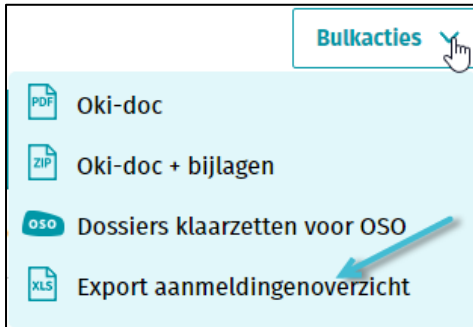 Bulkacties
PDF Oki-doc
ZIP Oki-doc + bijlagen
oso Dossiers klaarzetten voor OSO
XLS Export aanmeldingenoverzicht